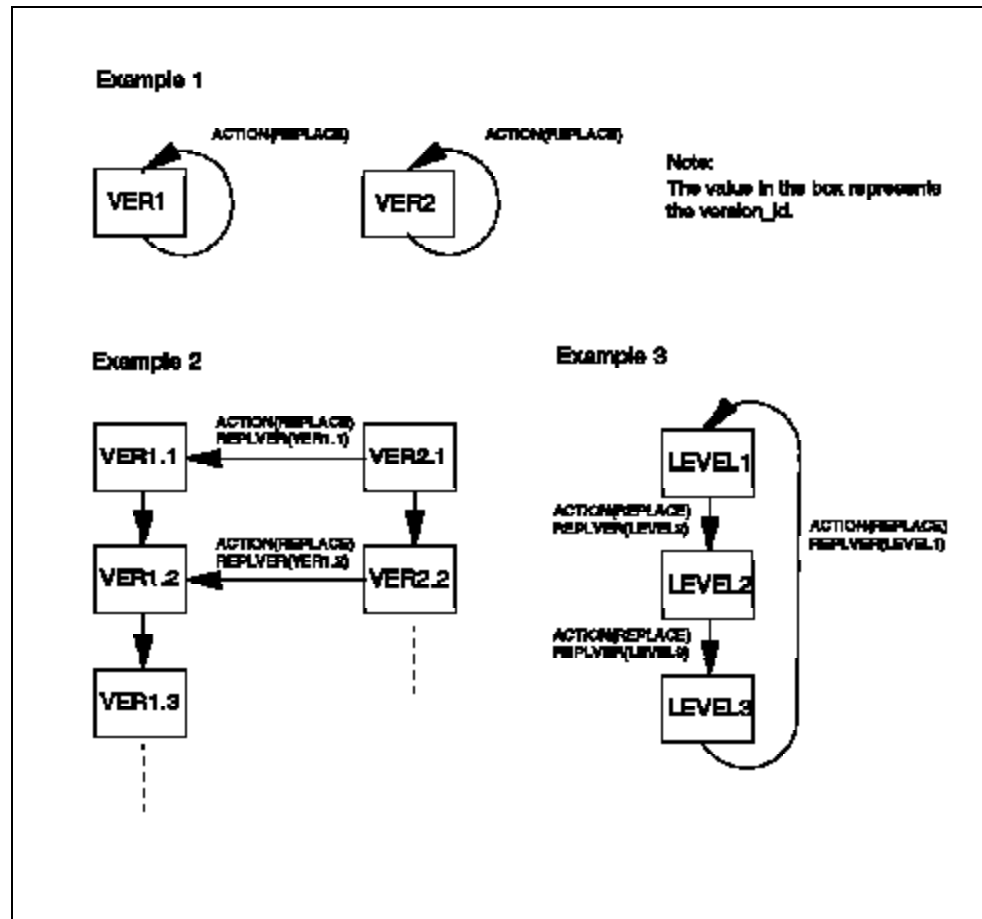 Example 1
ACTION(REPLACE)
ACTION(REPLACE)
VER1
VER2
Note:
The value in the box represents
the version_id.
Example 2
Example 3
ACTION(REPLACE)
REPLVER(VER1.1)
VER1.1
VER2.1
ACTION(REPLACE)
REPLVER(VER1.2)
VER1.2
VER2.2
VER1.3
LEVEL1
ACTION(REPLACE)
REPLVER(LEVEL2)
ACTION(REPLACE)
REPLVER(LEVEL1)
LEVEL2
ACTION(REPLACE)
REPLVER(LEVEL3)
LEVEL3